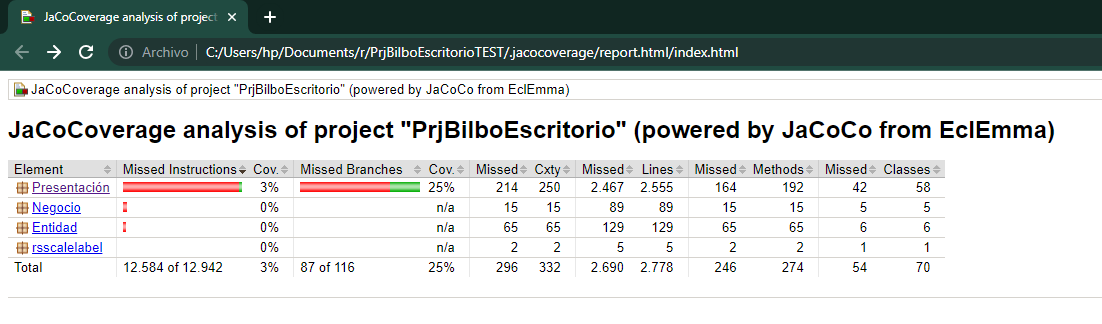 JaCoCoverage analysis of project
Archivo C:/Users/hp/Documents/r/PrjBilboEscritorioTEST/.jacocoverage/report.html/index.html
JaCoCoverage analysis of project "PrjBilboEscritorio" (powered by JaCoCo from EclEmma)
JaCoCoverage analysis of project "PrjBilboEscritorio" (powered by JaCoCo from EclEmma)
Element Missed Instructions Cov. Missed Branches Cov. Missed Cxty Missed Lines Missed Methods Missed Classes
Presentación 3% 25% 214 250 2.467 2.555 164 192 42 58
Negocio 0% n/a 15 15 89 89 15 15 5 5
Entidad 0% n/a 65 65 129 129 65 65 6 6
rsscalelabel 0% n/a 2 2 5 5 2 2 1 1
Total 12.584 of 12.942 3% 87 of 116 25% 296 332 2.690 2.778 246 274 54 70